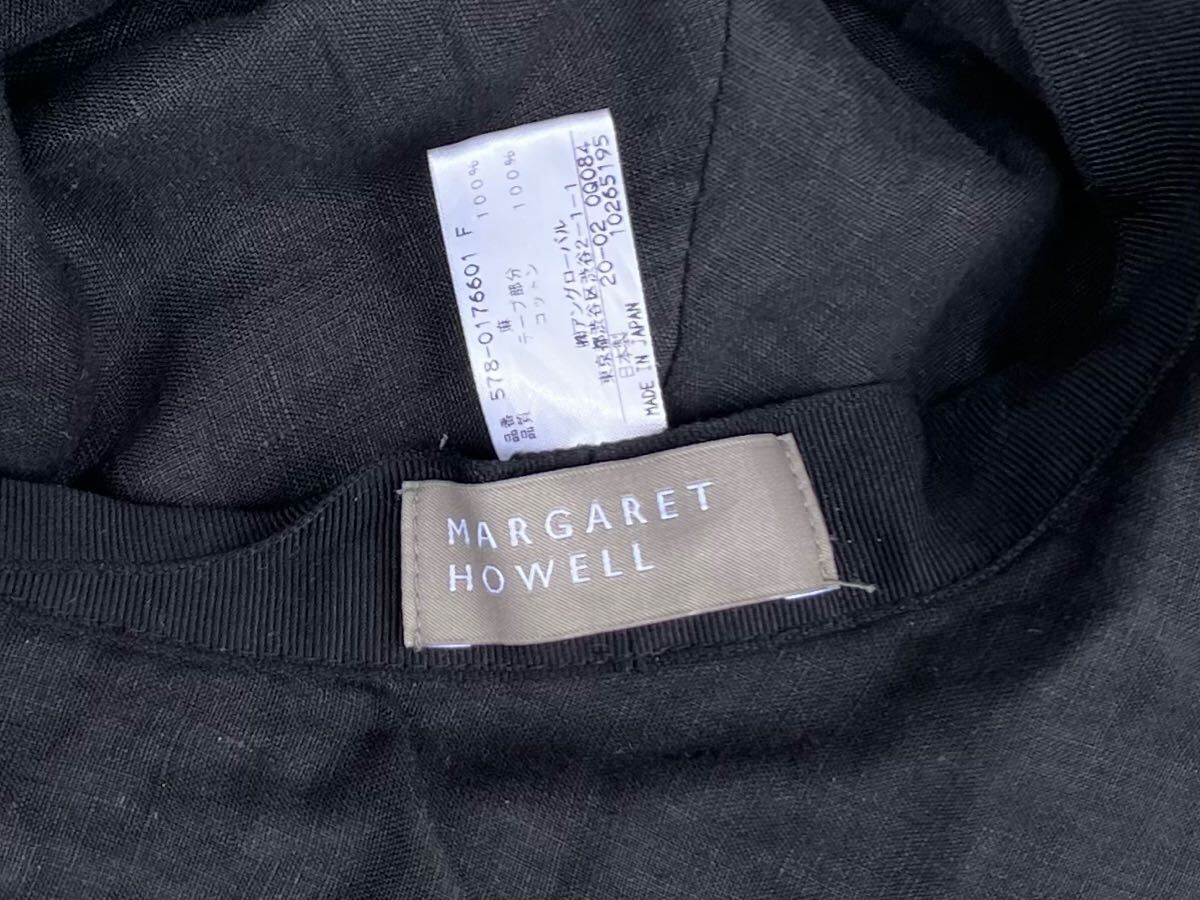 品番 578-0176601 F
品質 麻 100%
テープ部分
コットン 100%
㈱アングローバル
東京都渋谷区渋谷2-1-1
20-02 0Q084
日本製 10265195
MADE IN JAPAN
MARGARET
HOWELL